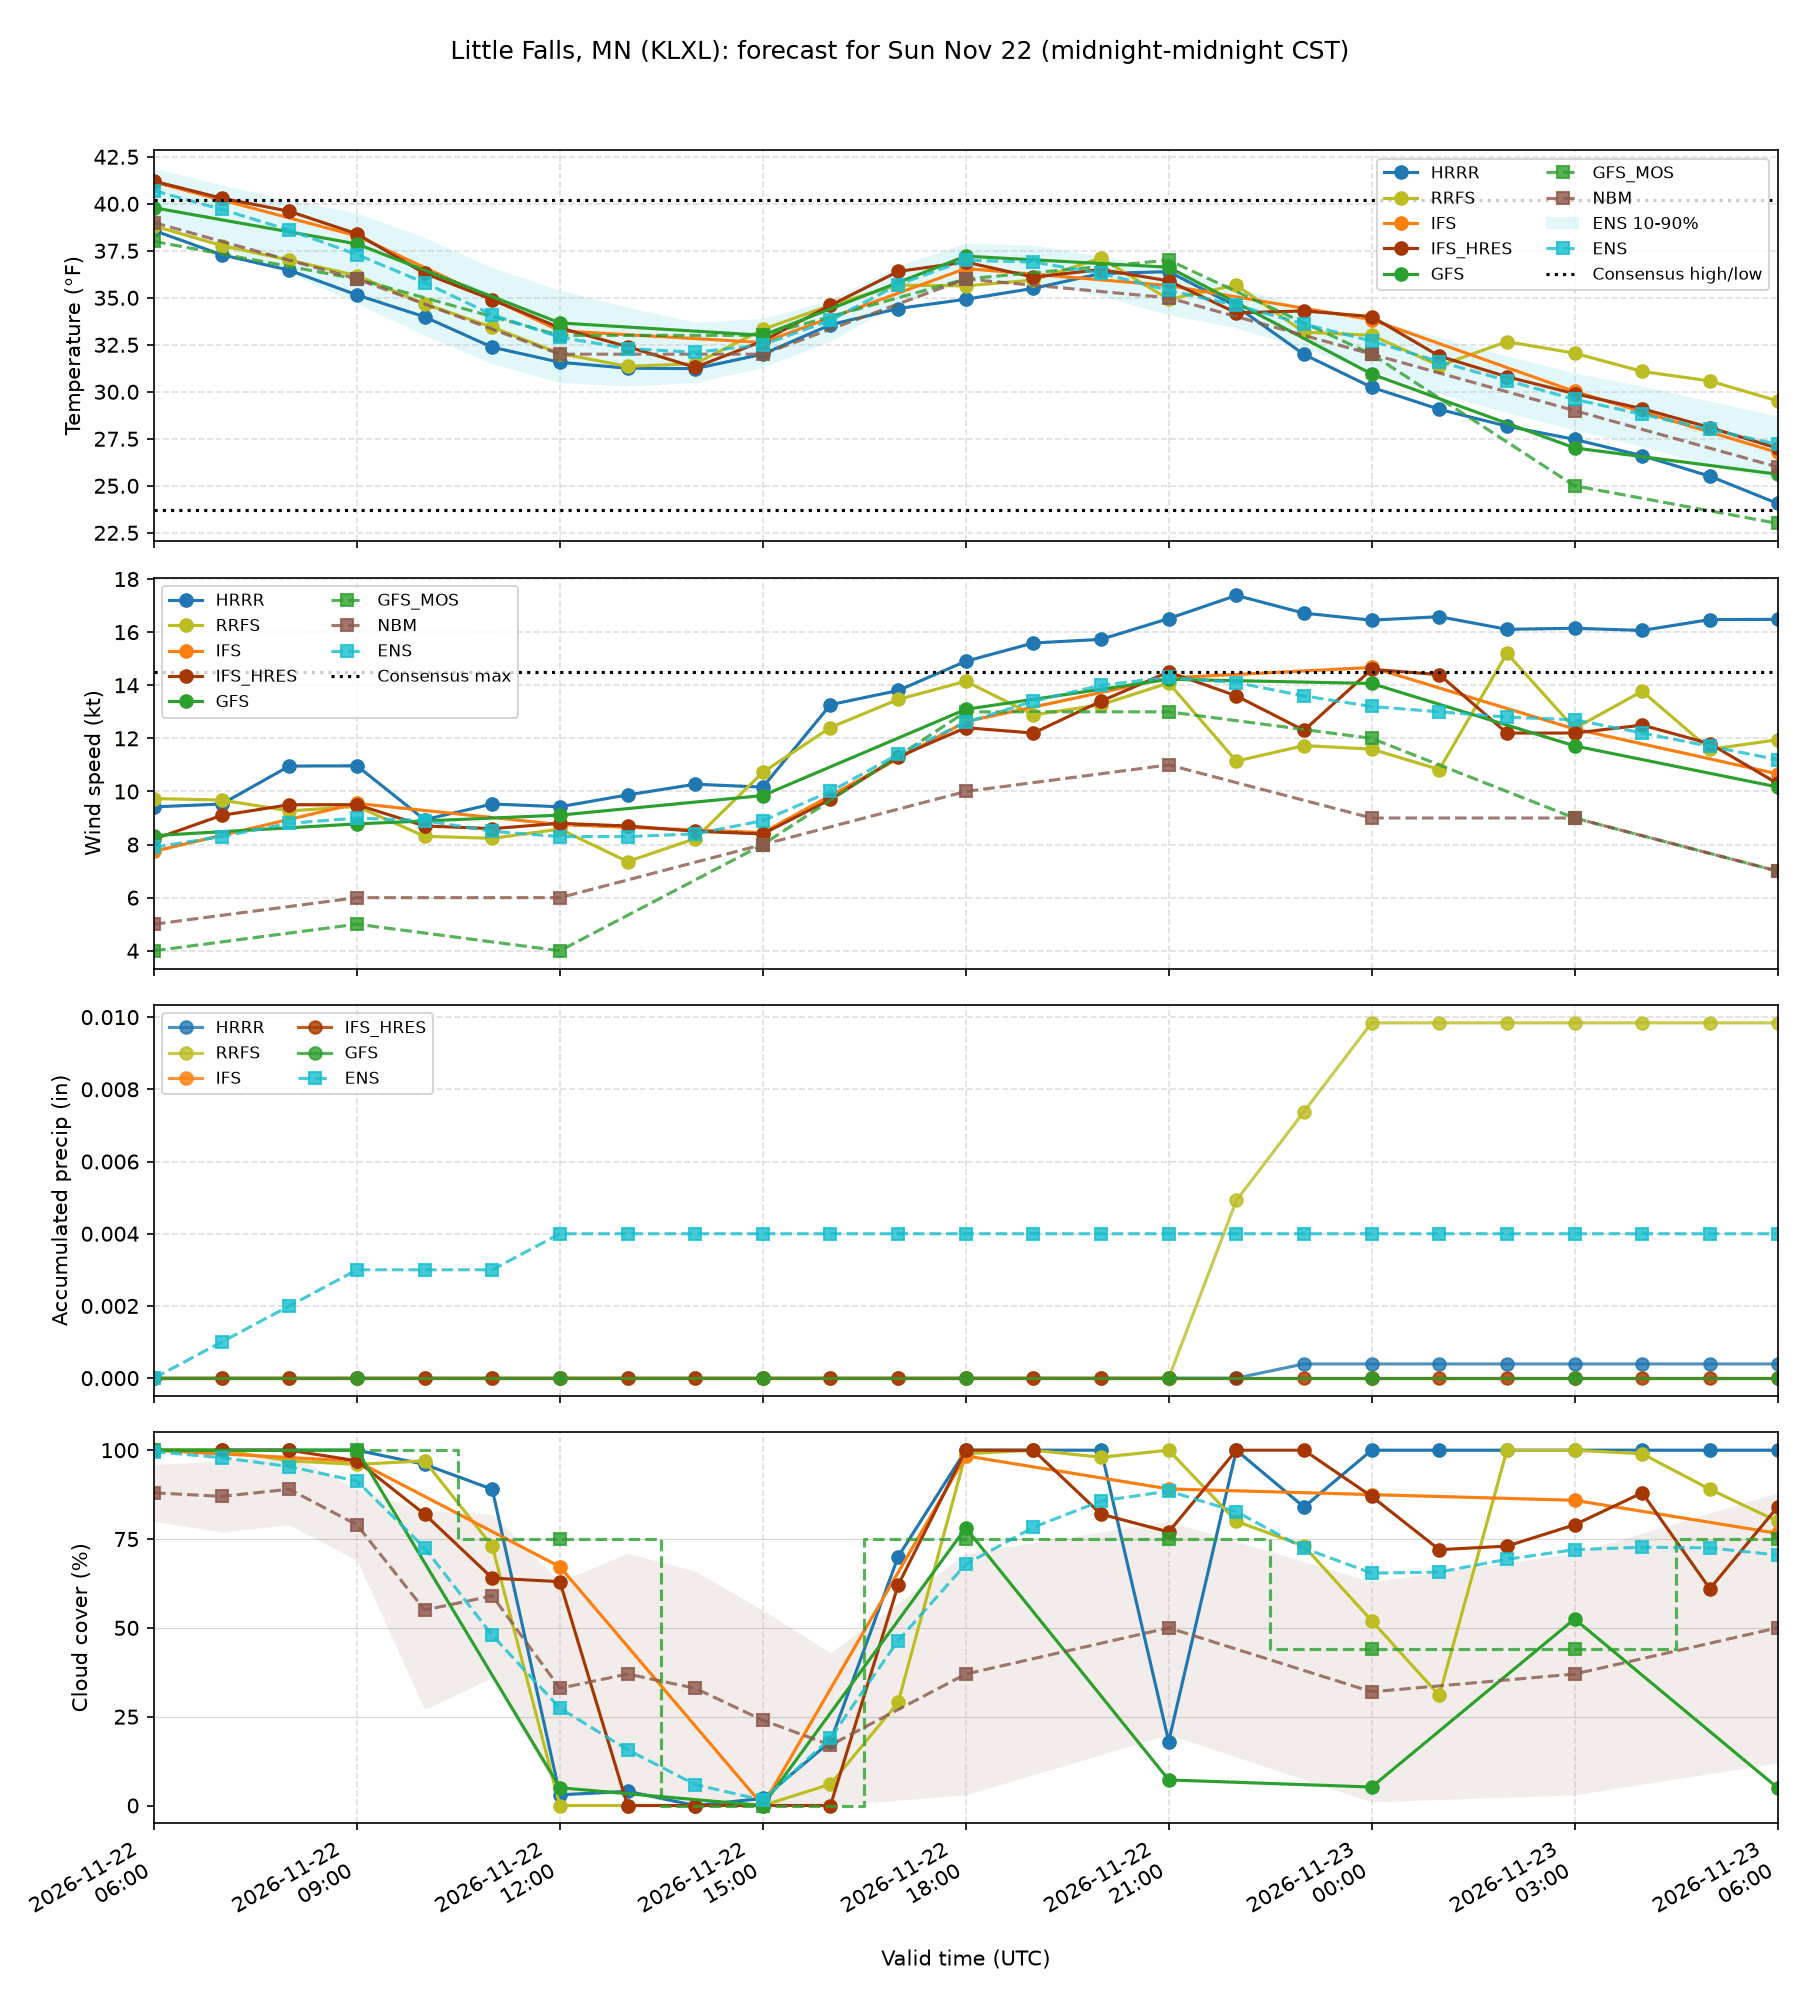 Little Falls, MN (KLXL): forecast for Sun Nov 22 (midnight-midnight CST)
Temperature (°F)
42.5
40.0
37.5
35.0
32.5
30.0
27.5
25.0
22.5
HRRR
RRFS
IFS
IFS_HRES
GFS
GFS_MOS
NBM
ENS 10-90%
ENS
Consensus high/low
Wind speed (kt)
18
16
14
12
10
8
6
4
HRRR
RRFS
IFS
IFS_HRES
GFS
GFS_MOS
NBM
ENS
Consensus max
Accumulated precip (in)
0.010
0.008
0.006
0.004
0.002
0.000
HRRR
RRFS
IFS
IFS_HRES
GFS
ENS
Cloud cover (%)
100
75
50
25
0
2026-11-22
06:00
2026-11-22
09:00
2026-11-22
12:00
2026-11-22
15:00
2026-11-22
18:00
2026-11-22
21:00
2026-11-23
00:00
2026-11-23
03:00
2026-11-23
06:00
Valid time (UTC)